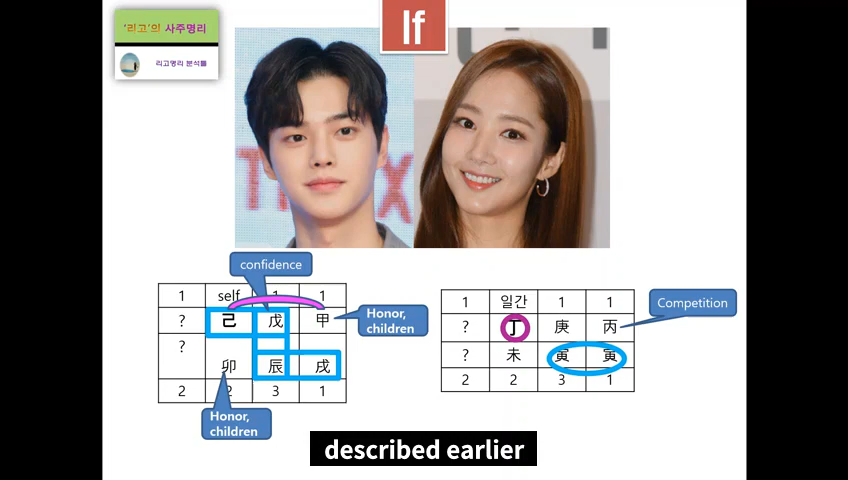 If
'리고'의 사주명리
리고명리 분석틀
confidence
1 self 1 1
? 己 戊 甲
Honor,
children
?
卯 辰 戌
2 2 3 1
Honor,
children
1 일간 1 1
? 丁 庚 丙
Competition
? 未 寅 寅
2 2 3 1
described earlier